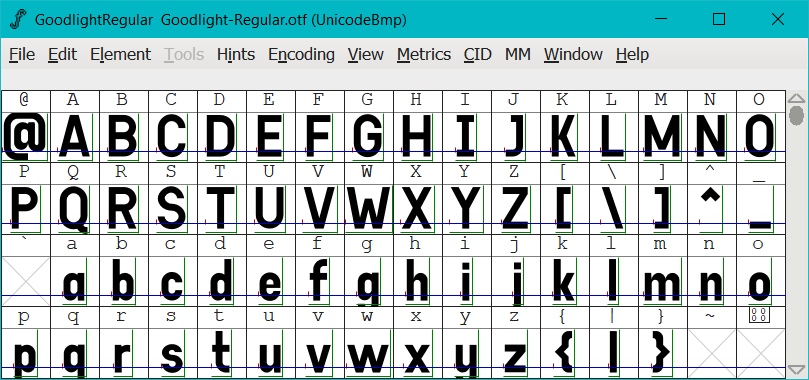 GoodlightRegular Goodlight-Regular.otf (UnicodeBmp)
File Edit Element Tools Hints Encoding View Metrics CID MM Window Help
@ A B C D E F G H I J K L M N O
@ A B C D E F G H I J K L M N O
P Q R S T U V W X Y Z [ \ ] ^ _
P Q R S T U V W X Y Z [ \ ] ^ _
` a b c d e f g h i j k l m n o
a b c d e f g h i j k l m n o
p q r s t u v w x y z { | } ~
p q r s t u v w x y z { | }